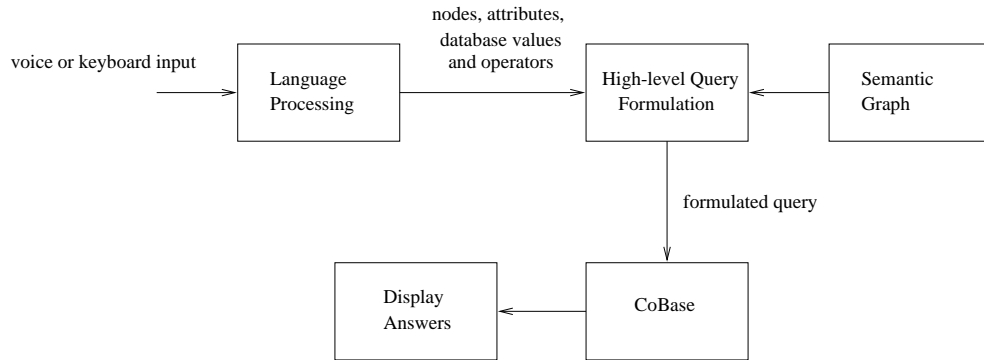 voice or keyboard input
Language
Processing
nodes, attributes,
database values
and operators
High-level Query
Formulation
Semantic
Graph
formulated query
CoBase
Display
Answers